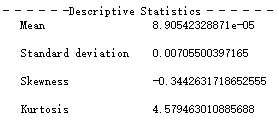 - - - - - - -Descriptive Statistics - - - - - - -
Mean 8.90542328871e-05
Standard deviation 0.00705500397165
Skewness -0.3442631718652555
Kurtosis 4.579463010885688